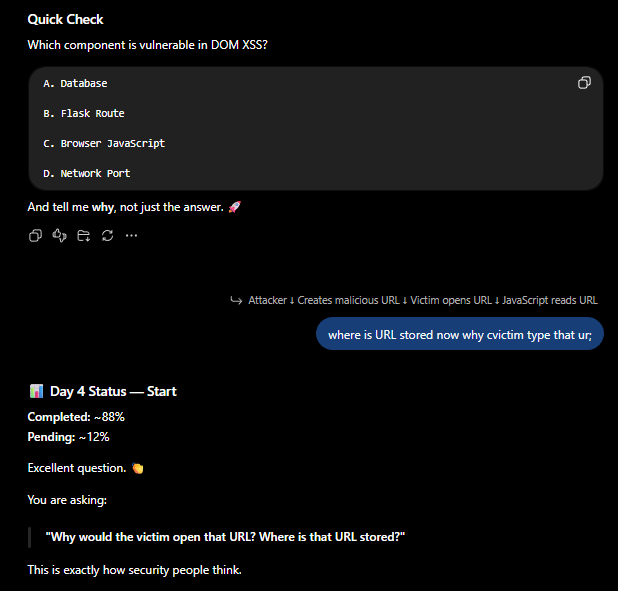 Quick Check
Which component is vulnerable in DOM XSS?
A. Database
B. Flask Route
C. Browser JavaScript
D. Network Port
And tell me why, not just the answer. 🚀
Attacker ↓ Creates malicious URL ↓ Victim opens URL ↓ JavaScript reads URL
where is URL stored now why cvictim type that ur;
📊 Day 4 Status — Start
Completed: ~88%
Pending: ~12%
Excellent question. 👏
You are asking:
"Why would the victim open that URL? Where is that URL stored?"
This is exactly how security people think.